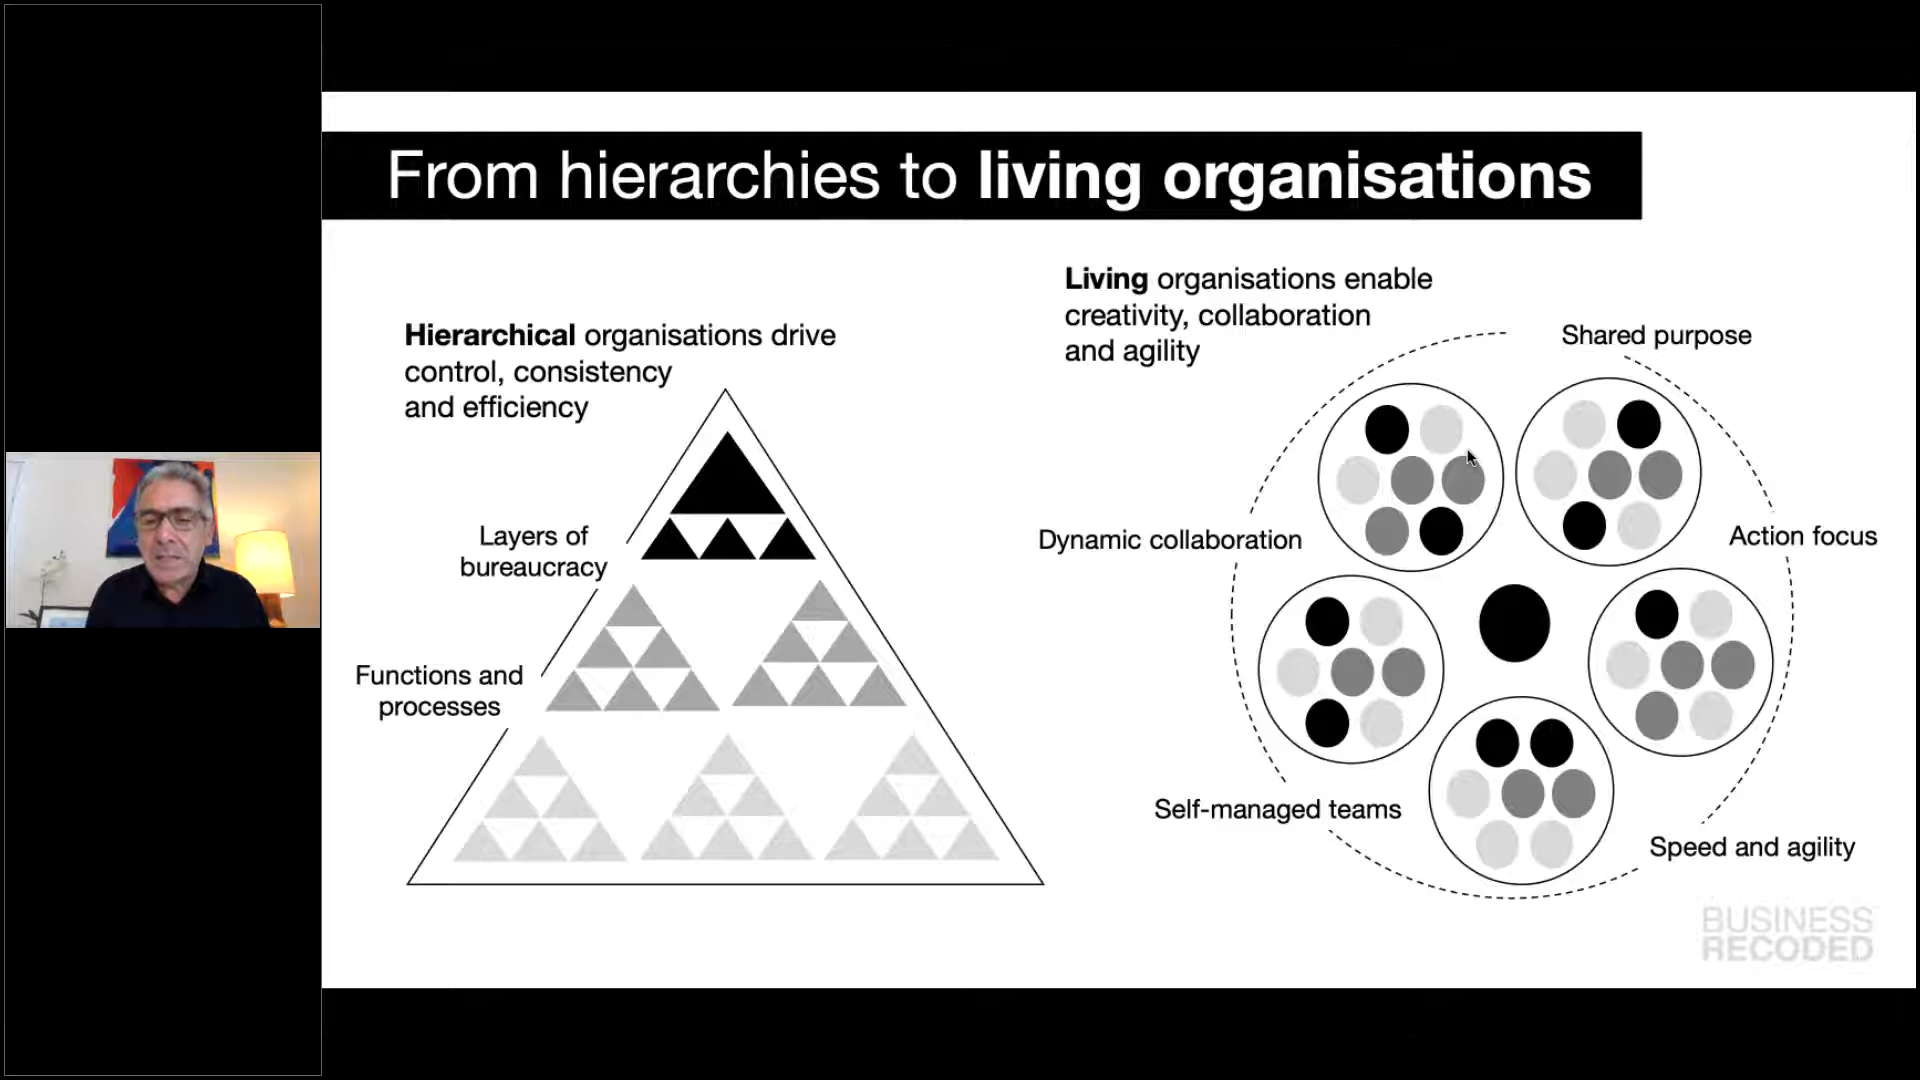 From hierarchies to living organisations
Hierarchical organisations drive
control, consistency
and efficiency
Layers of
bureaucracy
Functions and
processes
Living organisations enable
creativity, collaboration
and agility
Shared purpose
Dynamic collaboration
Action focus
Self-managed teams
Speed and agility
BUSINESS
RECODED